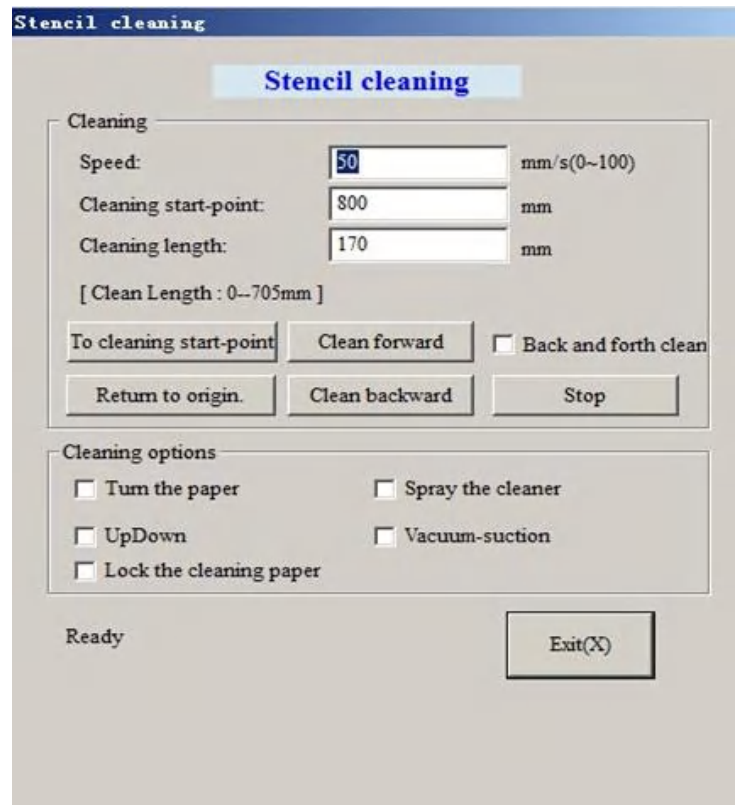 Stencil cleaning
Stencil cleaning
Cleaning
Speed: 50 mm/s(0~100)
Cleaning start-point: 800 mm
Cleaning length: 170 mm
[ Clean Length : 0--705mm ]
To cleaning start-point Clean forward Back and forth clean
Return to origin. Clean backward Stop
Cleaning options
Turn the paper Spray the cleaner
UpDown Vacuum-suction
Lock the cleaning paper
Ready Exit(X)